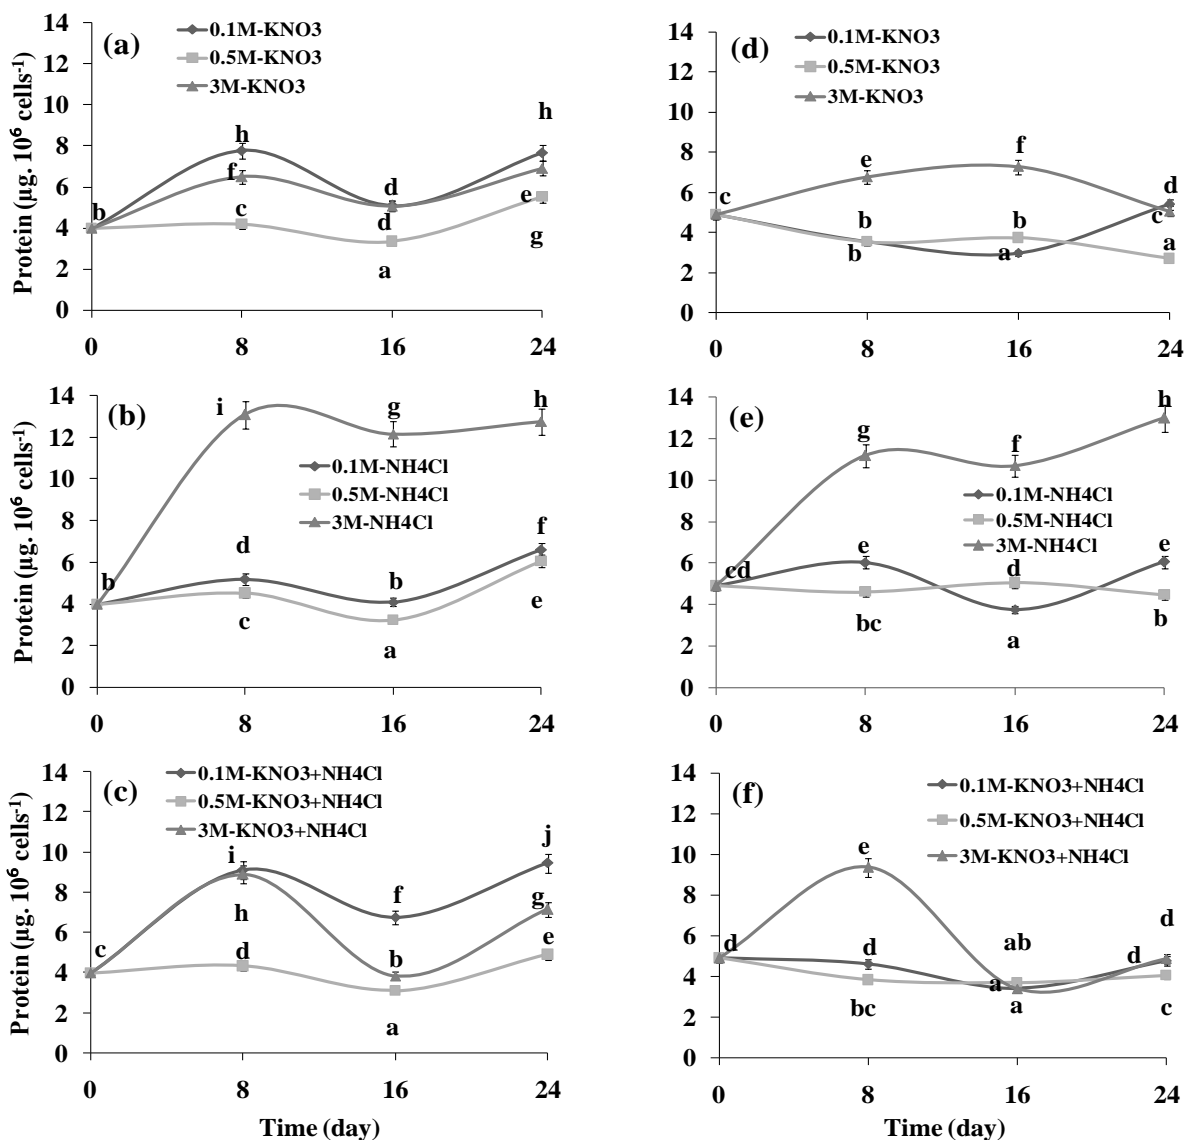 (a)
0.1M-KNO3
0.5M-KNO3
3M-KNO3
Protein (µg. 10⁶ cells⁻¹)
14
12
10
8
6
4
2
0
b
h
f
c
d
d
a
h
e
g
0
8
16
24
(d)
0.1M-KNO3
0.5M-KNO3
3M-KNO3
14
12
10
8
6
4
2
0
c
e
b
b
f
b
a
d
c
a
0
8
16
24
(b)
0.1M-NH4Cl
0.5M-NH4Cl
3M-NH4Cl
Protein (µg. 10⁶ cells⁻¹)
14
12
10
8
6
4
2
0
b
i
d
c
g
b
a
h
f
e
0
8
16
24
(e)
0.1M-NH4Cl
0.5M-NH4Cl
3M-NH4Cl
14
12
10
8
6
4
2
0
cd
g
e
bc
f
d
a
h
e
b
0
8
16
24
(c)
0.1M-KNO3+NH4Cl
0.5M-KNO3+NH4Cl
3M-KNO3+NH4Cl
Protein (µg. 10⁶ cells⁻¹)
14
12
10
8
6
4
2
0
c
i
h
d
f
b
a
j
g
e
0
8
16
24
Time (day)
(f)
0.1M-KNO3+NH4Cl
0.5M-KNO3+NH4Cl
3M-KNO3+NH4Cl
14
12
10
8
6
4
2
0
d
e
d
bc
ab
a
a
d
d
c
0
8
16
24
Time (day)